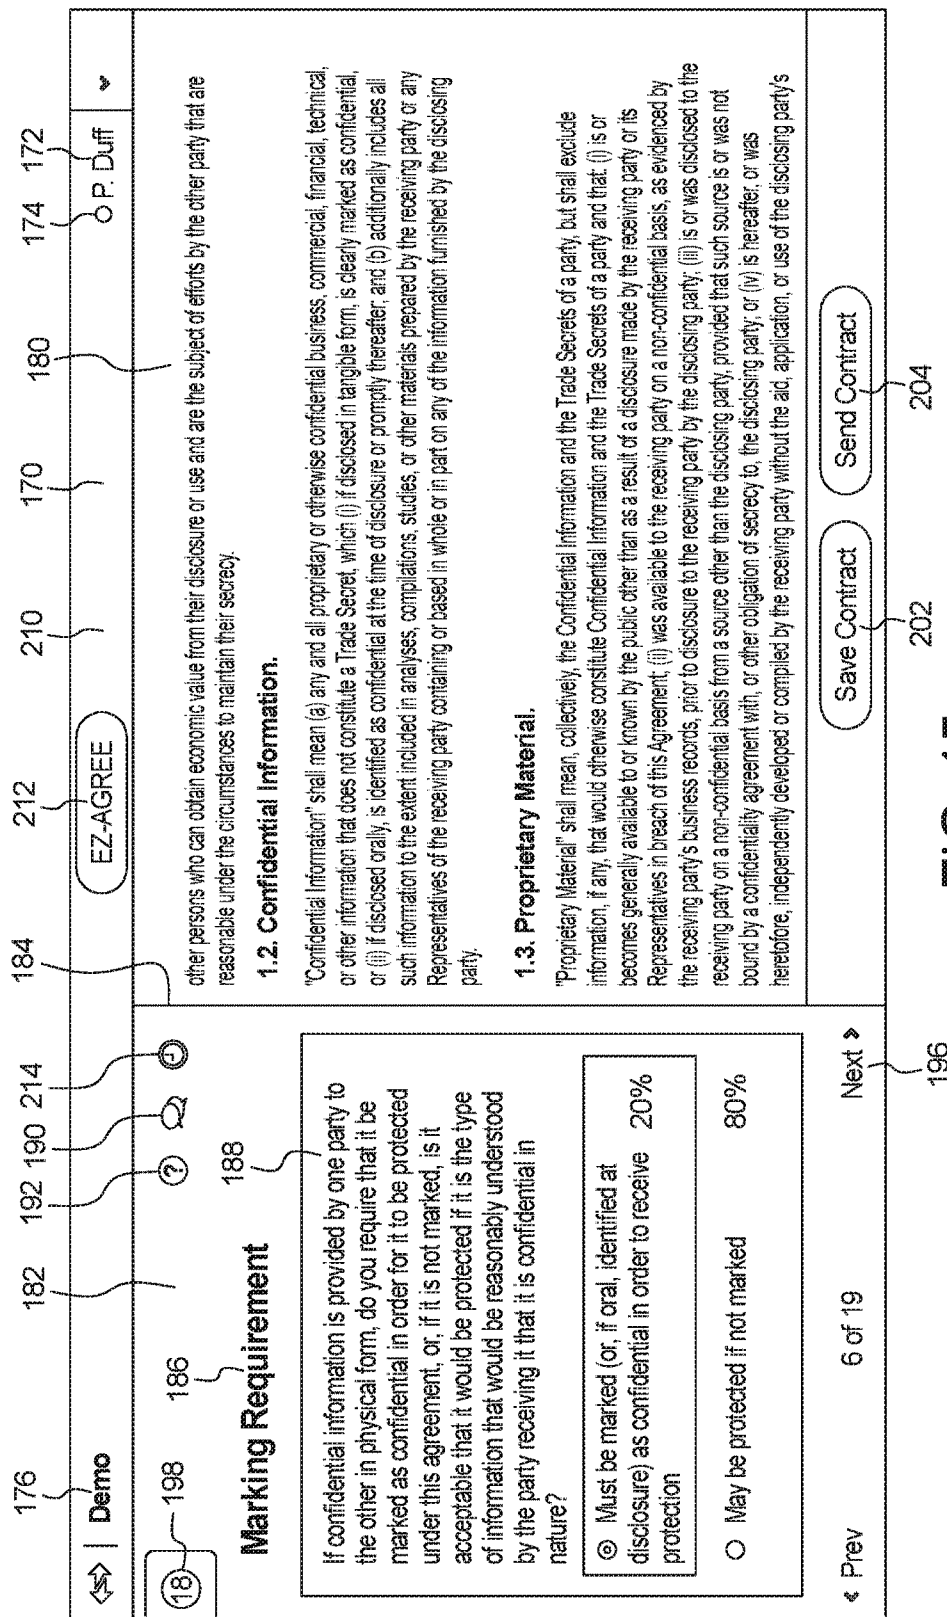 176
182
192
190
214
184
212
210
170
180
174
172
Demo
EZ-AGREE
P. Duff
18
198
186
Marking Requirement
188
If confidential information is provided by one party to
the other in physical form, do you require that it be
marked as confidential in order for it to be protected
under this agreement, or, if it is not marked, is it
acceptable that it would be protected if it is the type
of information that would be reasonably understood
by the party receiving it that it is confidential in
nature?
Must be marked (or, if oral, identified at
disclosure) as confidential in order to receive
protection
20%
May be protected if not marked
80%
« Prev
6 of 19
Next »
196
other persons who can obtain economic value from their disclosure or use and are the subject of efforts by the other party that are
reasonable under the circumstances to maintain their secrecy.
1.2. Confidential Information.
"Confidential Information" shall mean (a) any and all proprietary or otherwise confidential business, commercial, financial, technical,
or other information that does not constitute a Trade Secret, which (i) if disclosed in tangible form, is clearly marked as confidential,
or (ii) if disclosed orally, is identified as confidential at the time of disclosure or promptly thereafter; and (b) additionally includes all
such information to the extent included in analyses, compilations, studies, or other materials prepared by the receiving party or any
Representatives of the receiving party containing or based in whole or in part on any of the information furnished by the disclosing
party.
1.3. Proprietary Material.
"Proprietary Material" shall mean, collectively, the Confidential Information and the Trade Secrets of a party, but shall exclude
information, if any, that would otherwise constitute Confidential Information and the Trade Secrets of a party and that: (i) is or
becomes generally available to or known by the public other than as a result of a disclosure made by the receiving party or its
Representatives in breach of this Agreement; (ii) was available to the receiving party on a non-confidential basis, as evidenced by
the receiving party's business records, prior to disclosure to the receiving party by the disclosing party; (iii) is or was disclosed to the
receiving party on a non-confidential basis from a source other than the disclosing party, provided that such source is or was not
bound by a confidentiality agreement with, or other obligation of secrecy to, the disclosing party; or (iv) is hereafter, or was
heretofore, independently developed or compiled by the receiving party without the aid, application, or use of the disclosing party's
Save Contract
Send Contract
202
204